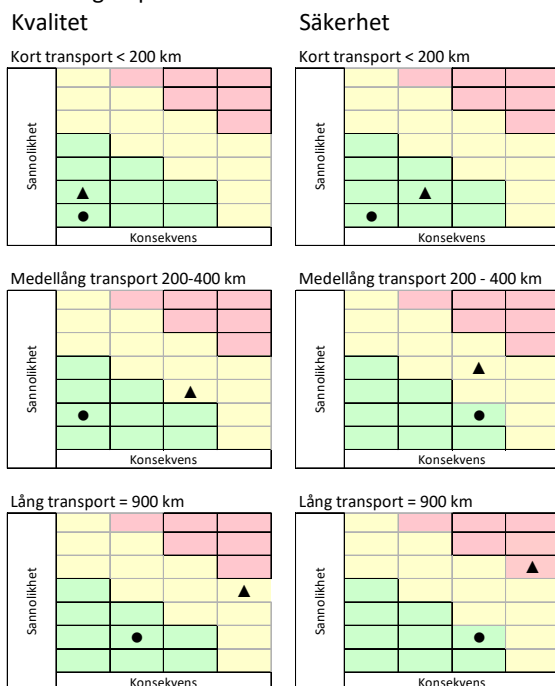 Kvalitet
Säkerhet
Kort transport < 200 km
Kort transport < 200 km
Sannolikhet
Sannolikhet
Konsekvens
Konsekvens
Medellång transport 200-400 km
Medellång transport 200 - 400 km
Sannolikhet
Sannolikhet
Konsekvens
Konsekvens
Lång transport = 900 km
Lång transport = 900 km
Sannolikhet
Sannolikhet
Konsekvens
Konsekvens